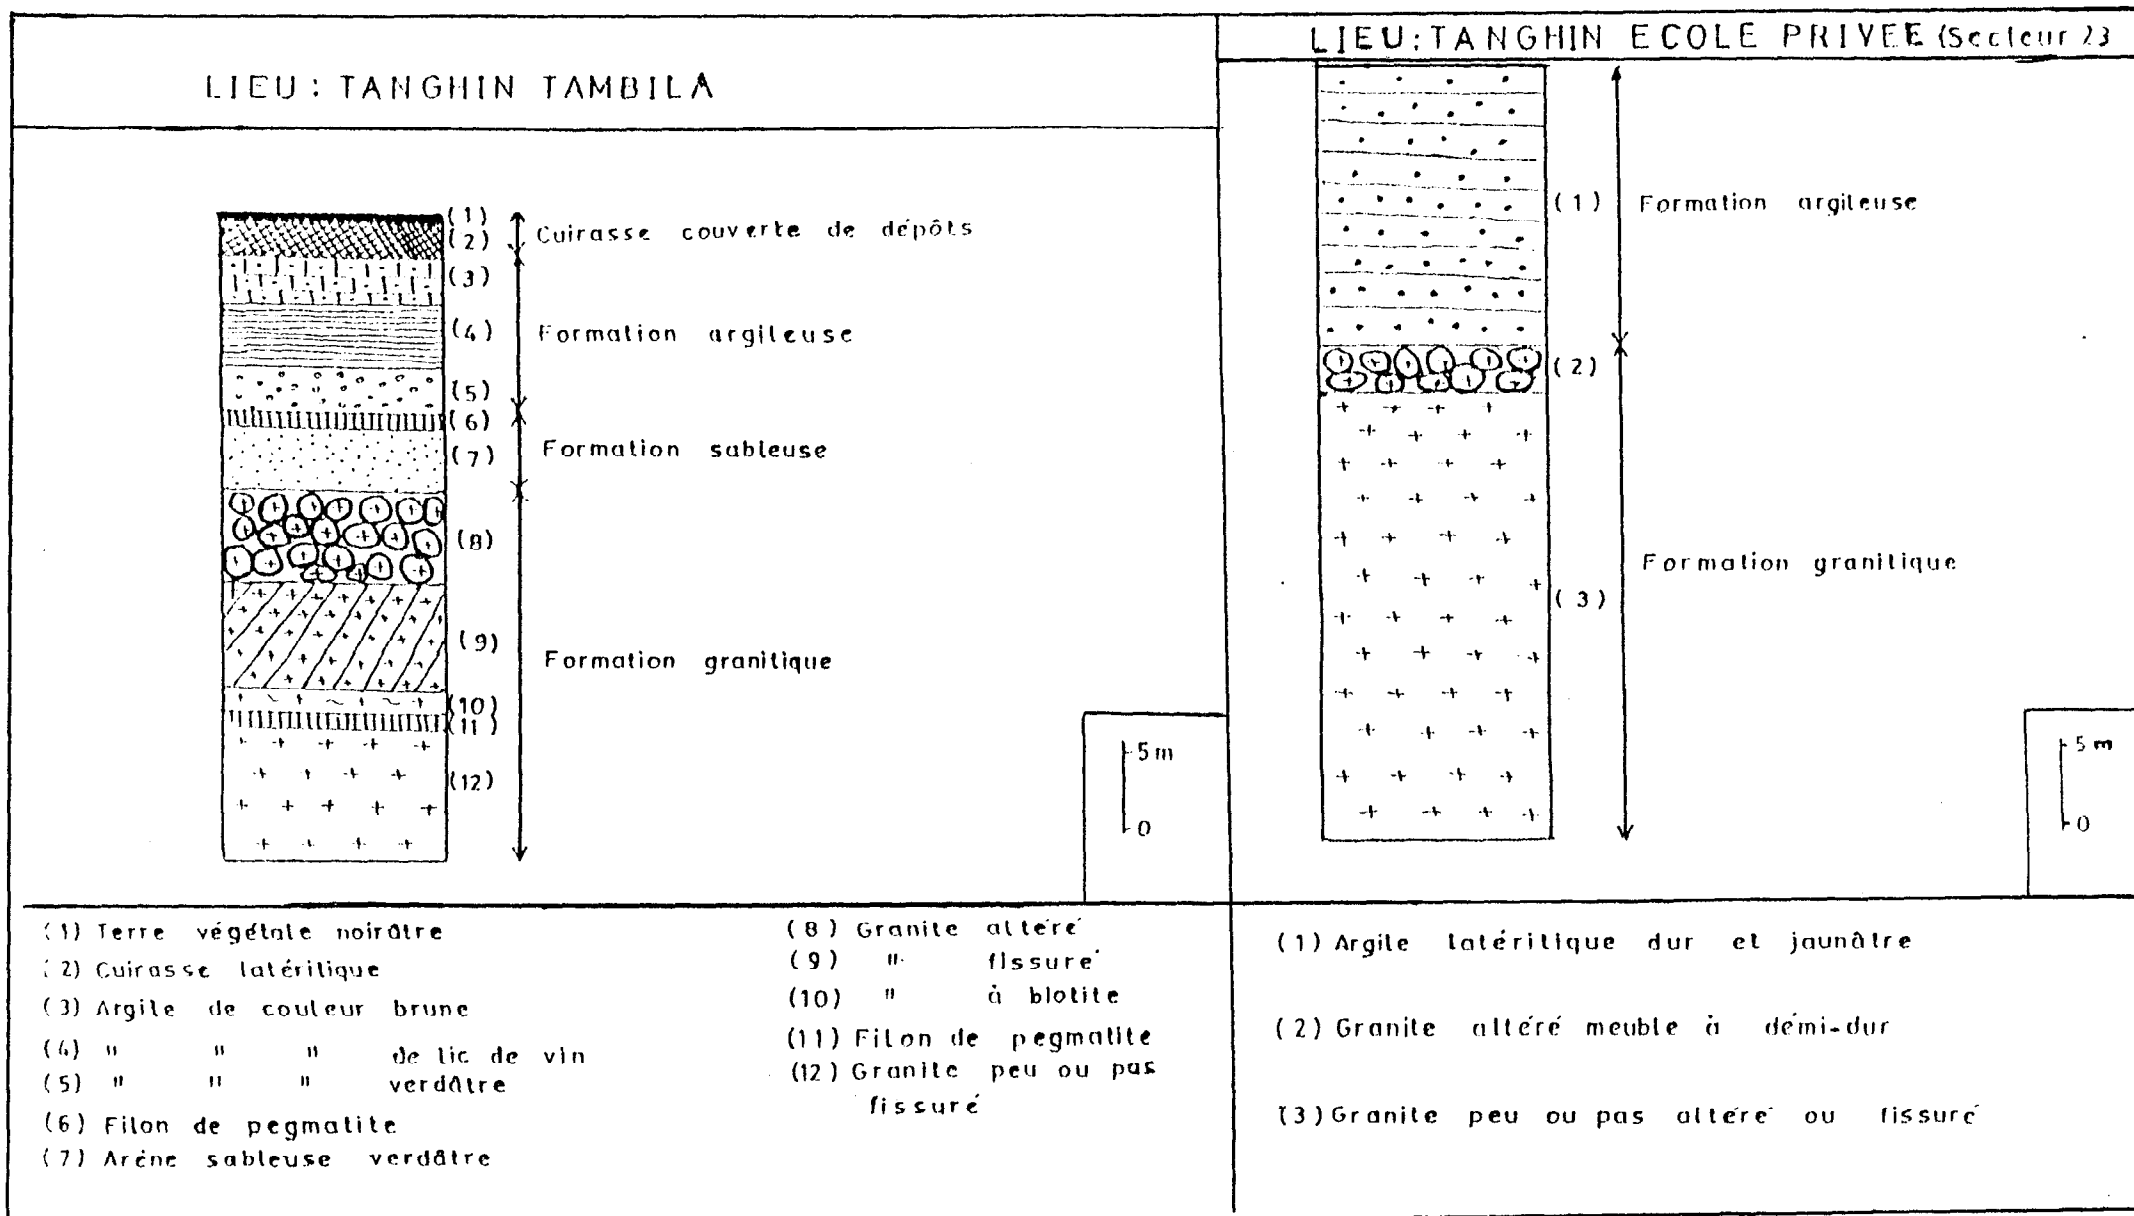 LIEU : TANGHIN TAMBILA
(1)
(2)
Cuirasse couverte de dépôts
(3)
(4)
Formation argileuse
(5)
(6)
(7)
Formation sableuse
(8)
(9)
Formation granitique
(10)
(11)
(12)
5m
0
(1) Terre végétale noirâtre
(2) Cuirasse latéritique
(3) Argile de couleur brune
(4) " " " de lic de vin
(5) " " " verdâtre
(6) Filon de pegmatite
(7) Arène sableuse verdâtre
(8) Granite altéré
(9) " fissuré
(10) " à biotite
(11) Filon de pegmatite
(12) Granite peu ou pas
fissuré
LIEU: TANGHIN ECOLE PRIVEE (Secteur 23
(1)
Formation argileuse
(2)
Formation granitique
(3)
5m
0
(1) Argile latéritique dur et jaunâtre
(2) Granite altéré meuble à démi-dur
(3) Granite peu ou pas altéré ou fissuré